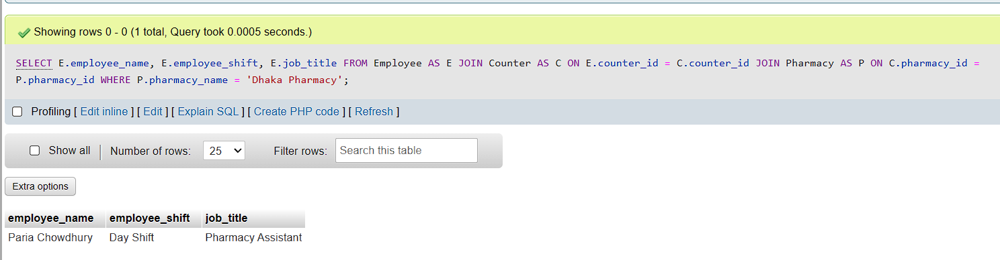 Showing rows 0 - 0 (1 total, Query took 0.0005 seconds.)
SELECT E.employee_name, E.employee_shift, E.job_title FROM Employee AS E JOIN Counter AS C ON E.counter_id = C.counter_id JOIN Pharmacy AS P ON C.pharmacy_id =
P.pharmacy_id WHERE P.pharmacy_name = 'Dhaka Pharmacy';
Profiling [ Edit inline ] [ Edit ] [ Explain SQL ] [ Create PHP code ] [ Refresh ]
Show all Number of rows: 25 Filter rows: Search this table
Extra options
employee_name employee_shift job_title
Paria Chowdhury Day Shift Pharmacy Assistant